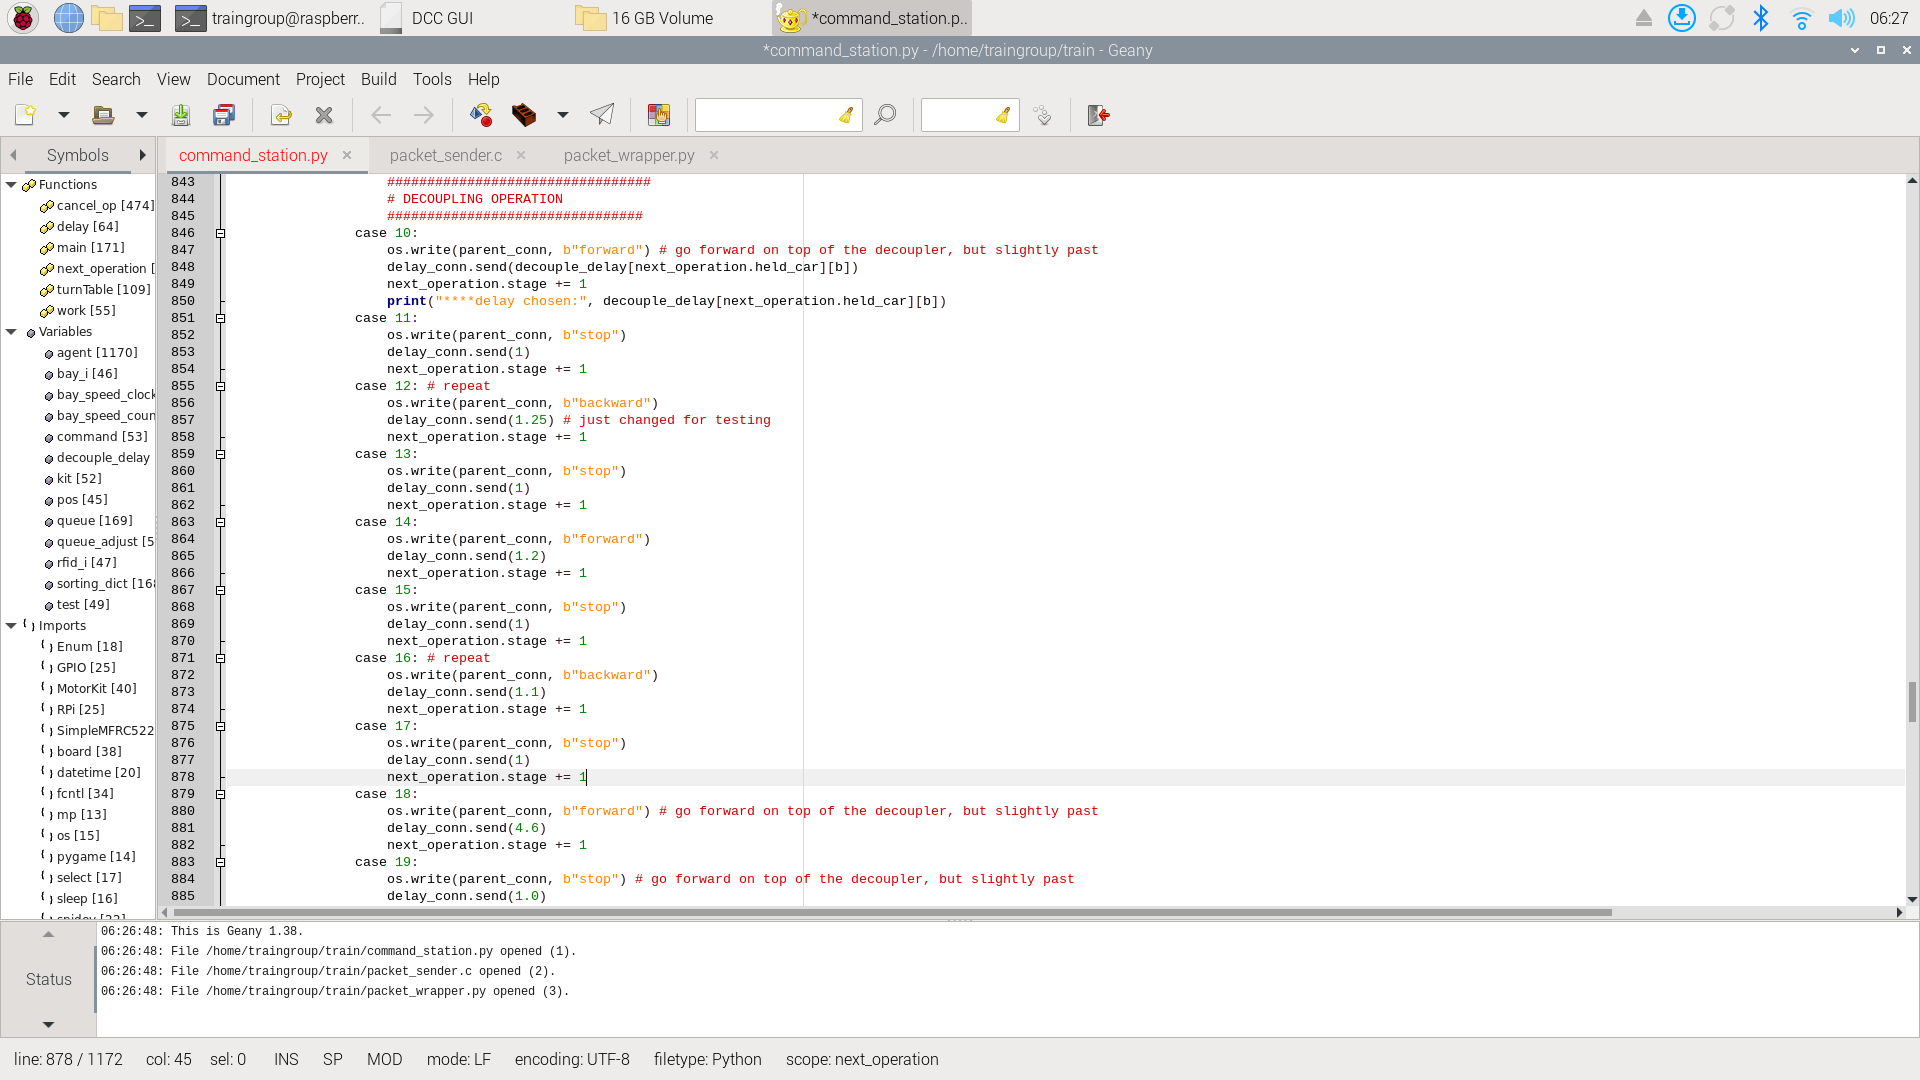 traingroup@raspberr.. DCC GUI 16 GB Volume *command_station.p.. 06:27
*command_station.py - /home/traingroup/train - Geany
File Edit Search View Document Project Build Tools Help
Symbols command_station.py packet_sender.c packet_wrapper.py
Functions
cancel_op [474]
delay [64]
main [171]
next_operation [
turnTable [109]
work [55]
Variables
agent [1170]
bay_i [46]
bay_speed_clock
bay_speed_coun
command [53]
decouple_delay
kit [52]
pos [45]
queue [169]
queue_adjust [5
rfid_i [47]
sorting_dict [168
test [49]
Imports
Enum [18]
GPIO [25]
MotorKit [40]
RPi [25]
SimpleMFRC522
board [38]
datetime [20]
fcntl [34]
mp [13]
os [15]
pygame [14]
select [17]
sleep [16]
843 #################################
844 # DECOUPLING OPERATION
845 ################################
846 case 10:
847 os.write(parent_conn, b"forward") # go forward on top of the decoupler, but slightly past
848 delay_conn.send(decouple_delay[next_operation.held_car][b])
849 next_operation.stage += 1
850 print("****delay chosen:", decouple_delay[next_operation.held_car][b])
851 case 11:
852 os.write(parent_conn, b"stop")
853 delay_conn.send(1)
854 next_operation.stage += 1
855 case 12: # repeat
856 os.write(parent_conn, b"backward")
857 delay_conn.send(1.25) # just changed for testing
858 next_operation.stage += 1
859 case 13:
860 os.write(parent_conn, b"stop")
861 delay_conn.send(1)
862 next_operation.stage += 1
863 case 14:
864 os.write(parent_conn, b"forward")
865 delay_conn.send(1.2)
866 next_operation.stage += 1
867 case 15:
868 os.write(parent_conn, b"stop")
869 delay_conn.send(1)
870 next_operation.stage += 1
871 case 16: # repeat
872 os.write(parent_conn, b"backward")
873 delay_conn.send(1.1)
874 next_operation.stage += 1
875 case 17:
876 os.write(parent_conn, b"stop")
877 delay_conn.send(1)
878 next_operation.stage += 1
879 case 18:
880 os.write(parent_conn, b"forward") # go forward on top of the decoupler, but slightly past
881 delay_conn.send(4.6)
882 next_operation.stage += 1
883 case 19:
884 os.write(parent_conn, b"stop") # go forward on top of the decoupler, but slightly past
885 delay_conn.send(1.0)
Status
06:26:48: This is Geany 1.38.
06:26:48: File /home/traingroup/train/command_station.py opened (1).
06:26:48: File /home/traingroup/train/packet_sender.c opened (2).
06:26:48: File /home/traingroup/train/packet_wrapper.py opened (3).
line: 878 / 1172 col: 45 sel: 0 INS SP MOD mode: LF encoding: UTF-8 filetype: Python scope: next_operation